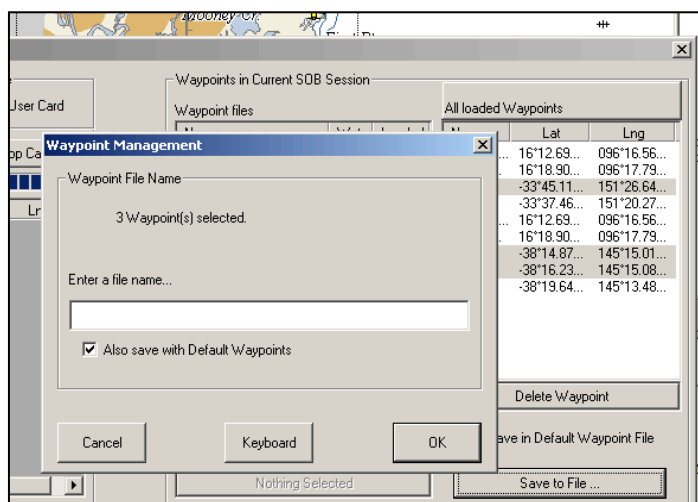 Mooney Cr.
Waypoints in Current SOB Session
User Card
Waypoint files
All loaded Waypoints
Lat Lng
Waypoint Management
Waypoint File Name
3 Waypoint(s) selected.
Enter a file name...
Also save with Default Waypoints
Cancel Keyboard OK
... 16°12.69... 096°16.56...
... 16°18.90... 096°17.79...
-33°45.11... 151°26.64...
-33°37.46... 151°20.27...
... 16°12.69... 096°16.56...
... 16°18.90... 096°17.79...
-38°14.87... 145°15.01...
-38°16.23... 145°15.08...
-38°19.64... 145°13.48...
Delete Waypoint
ave in Default Waypoint File
Nothing Selected
Save to File ...